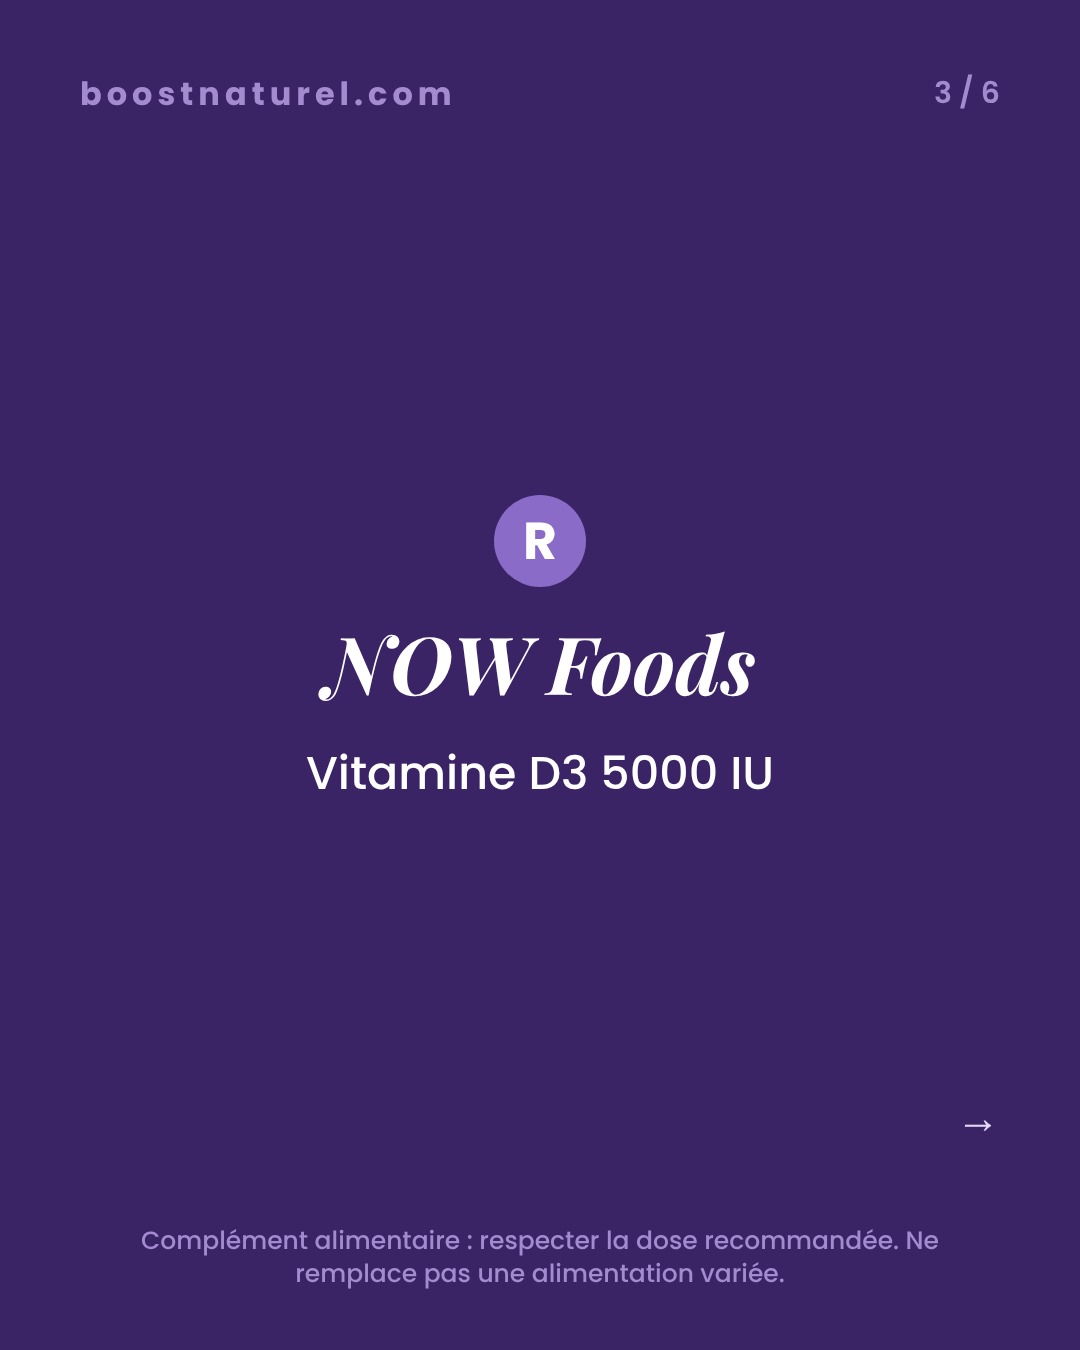 boostnaturel.com
3 / 6
R
NOW Foods
Vitamine D3 5000 IU
→
Complément alimentaire : respecter la dose recommandée. Ne
remplace pas une alimentation variée.